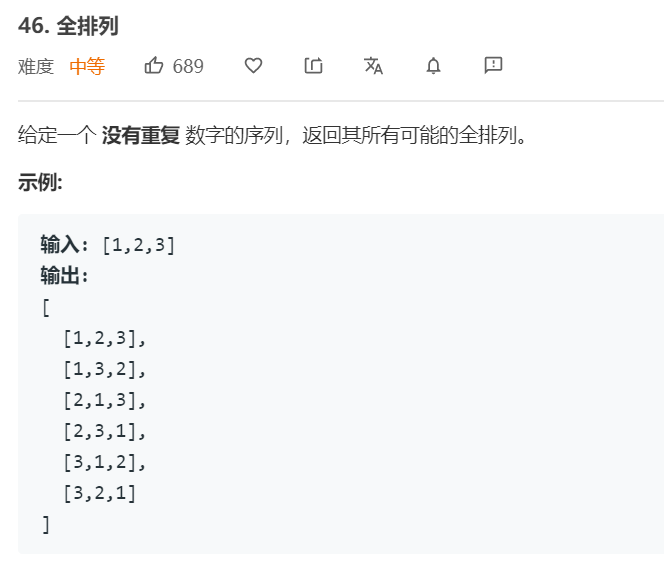 46. 全排列
难度 中等 689
给定一个 没有重复 数字的序列，返回其所有可能的全排列。
示例:
输入: [1,2,3]
输出:
[
  [1,2,3],
  [1,3,2],
  [2,1,3],
  [2,3,1],
  [3,1,2],
  [3,2,1]
]